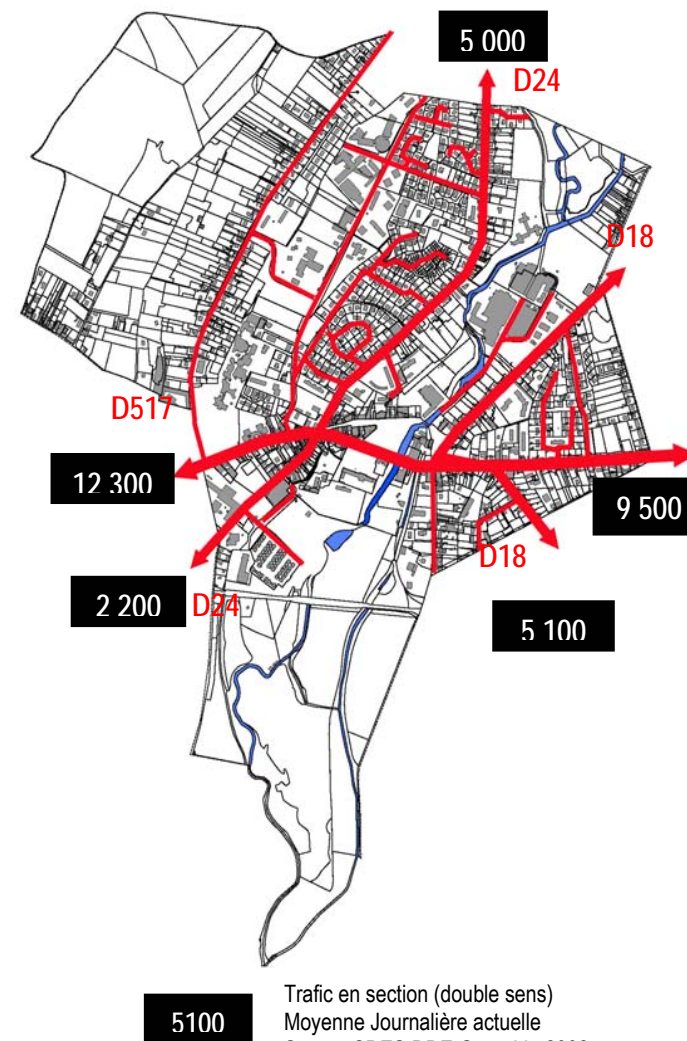 5 000
D24
D18
D517
12 300
9 500
D18
2 200 D24
5 100
5100
Trafic en section (double sens)
Moyenne Journalière actuelle